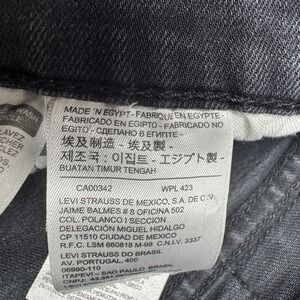 MADE 'N EGYPT - FABRIQUE EN EGYPTE -
FABRICADO EN EGIPTO - FABRICADO NO
EGITO - СДЕЛАНО В ЕГИПТЕ -
埃及制造 - 埃及製 -
제조국 : 이집트 - エジプト製 -
BUATAN TIMUR TENGAH
CA00342 WPL 423
LEVI STRAUSS DE MEXICO, S.A. DE C.V.
JAIME BALMES # 8 OFICINA 502
COL. POLANCO I SECCION
DELEGACION MIGUEL HIDALGO
CP 11510 CIUDAD DE MEXICO
R.F.C. LSM 660818 M-98 C.N.I.V. 3337
LEVI STRAUSS DO BRASIL
AV. PORTUGAL, 400
06690-110
ITAPEVI - SAO PAULO BRASIL